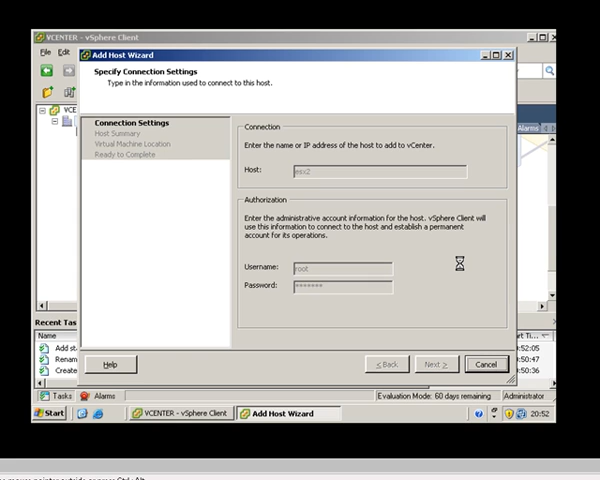 VCENTER - vSphere Client
File Edit
Add Host Wizard
Specify Connection Settings
Type in the information used to connect to this host.
VCE
Connection Settings
Host Summary
Virtual Machine Location
Ready to Complete
Connection
Enter the name or IP address of the host to add to vCenter.
Host: esx2
Authorization
Enter the administrative account information for the host. vSphere Client will
use this information to connect to the host and establish a permanent
account for its operations.
Username: root
Password: *******
Alarms
Recent Tas
Name
rt Ti...
Add st
:52:05
Renam
:50:47
Create
:50:36
Help
< Back
Next >
Cancel
Tasks Alarms
Evaluation Mode: 60 days remaining
Administrator
Start
VCENTER - vSphere Client
Add Host Wizard
20:52